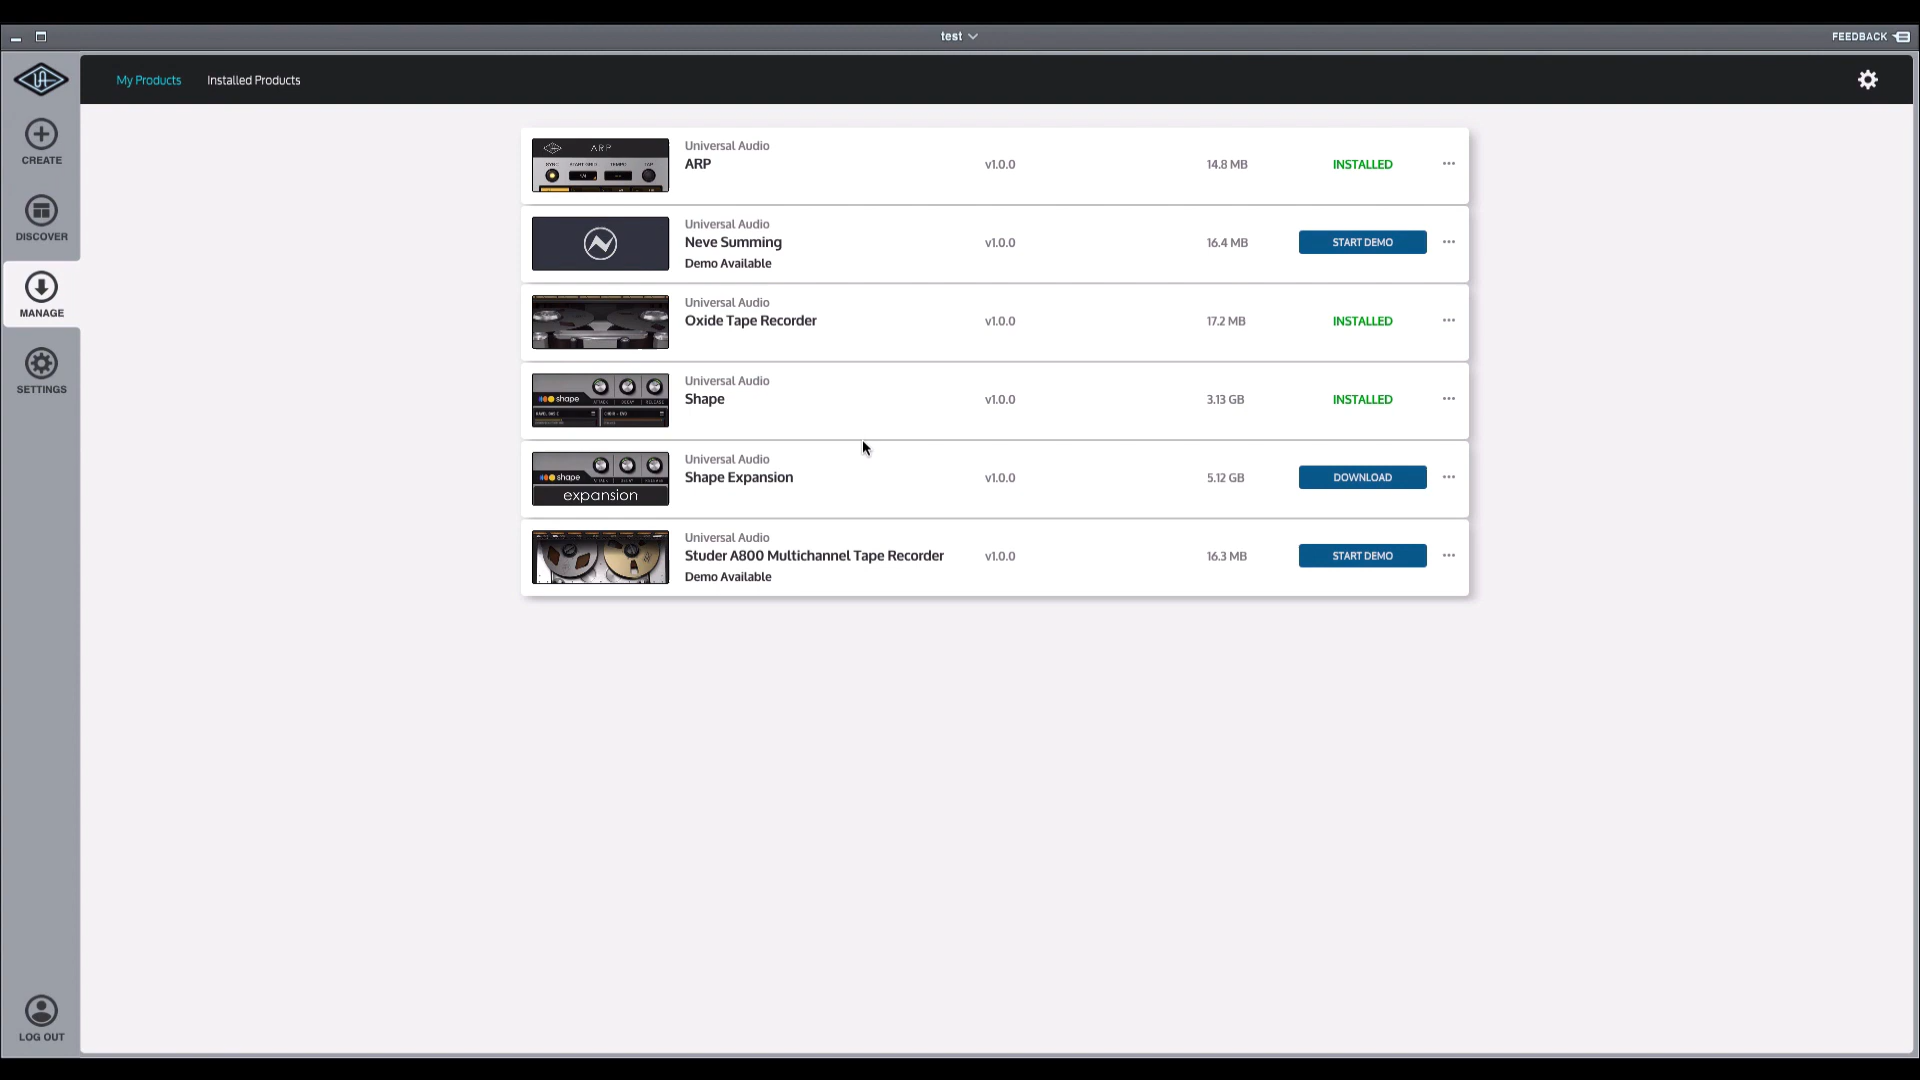 test
FEEDBACK
My Products
Installed Products
CREATE
DISCOVER
MANAGE
SETTINGS
LOG OUT
ARP
Universal Audio
ARP
v1.0.0
14.8 MB
INSTALLED
Universal Audio
Neve Summing
Demo Available
v1.0.0
16.4 MB
START DEMO
Universal Audio
Oxide Tape Recorder
v1.0.0
17.2 MB
INSTALLED
shape
Universal Audio
Shape
v1.0.0
3.13 GB
INSTALLED
shape
expansion
Universal Audio
Shape Expansion
v1.0.0
5.12 GB
DOWNLOAD
Universal Audio
Studer A800 Multichannel Tape Recorder
Demo Available
v1.0.0
16.3 MB
START DEMO